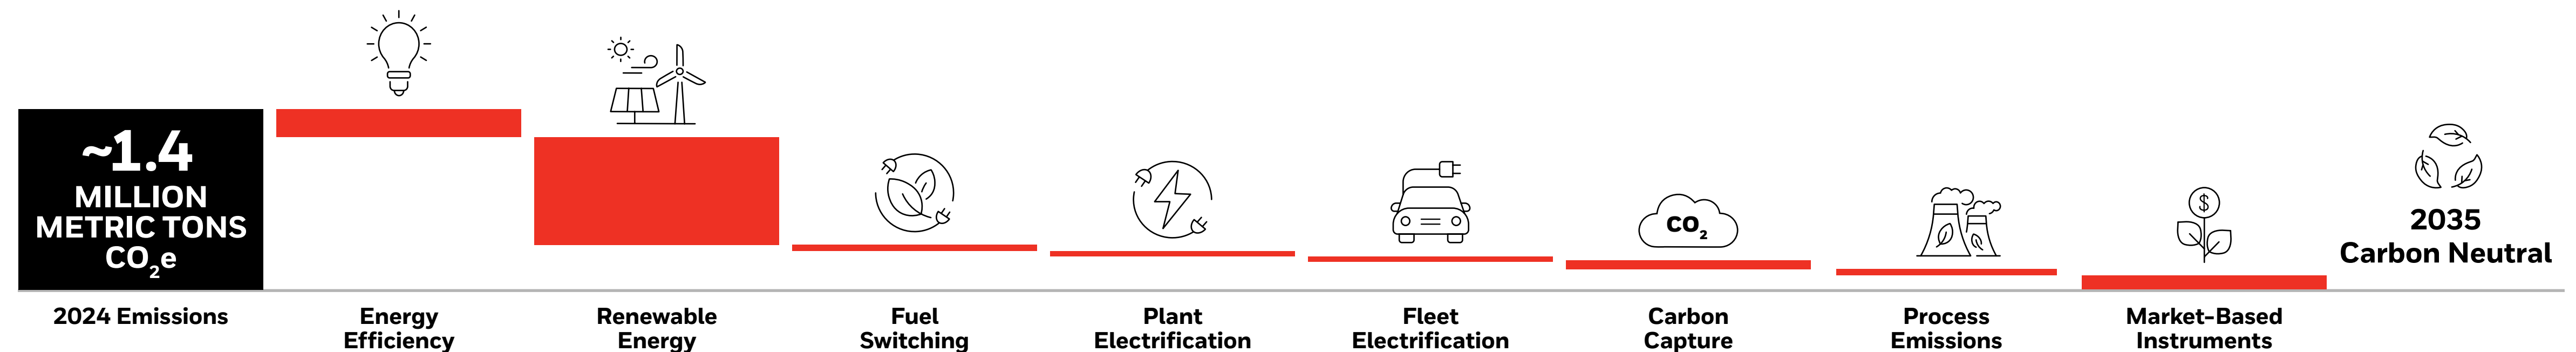 ~1.4
MILLION
METRIC TONS
CO₂e
2024 Emissions
Energy
Efficiency
Renewable
Energy
Fuel
Switching
Plant
Electrification
Fleet
Electrification
CO₂
Carbon
Capture
Process
Emissions
$
Market-Based
Instruments
2035
Carbon Neutral